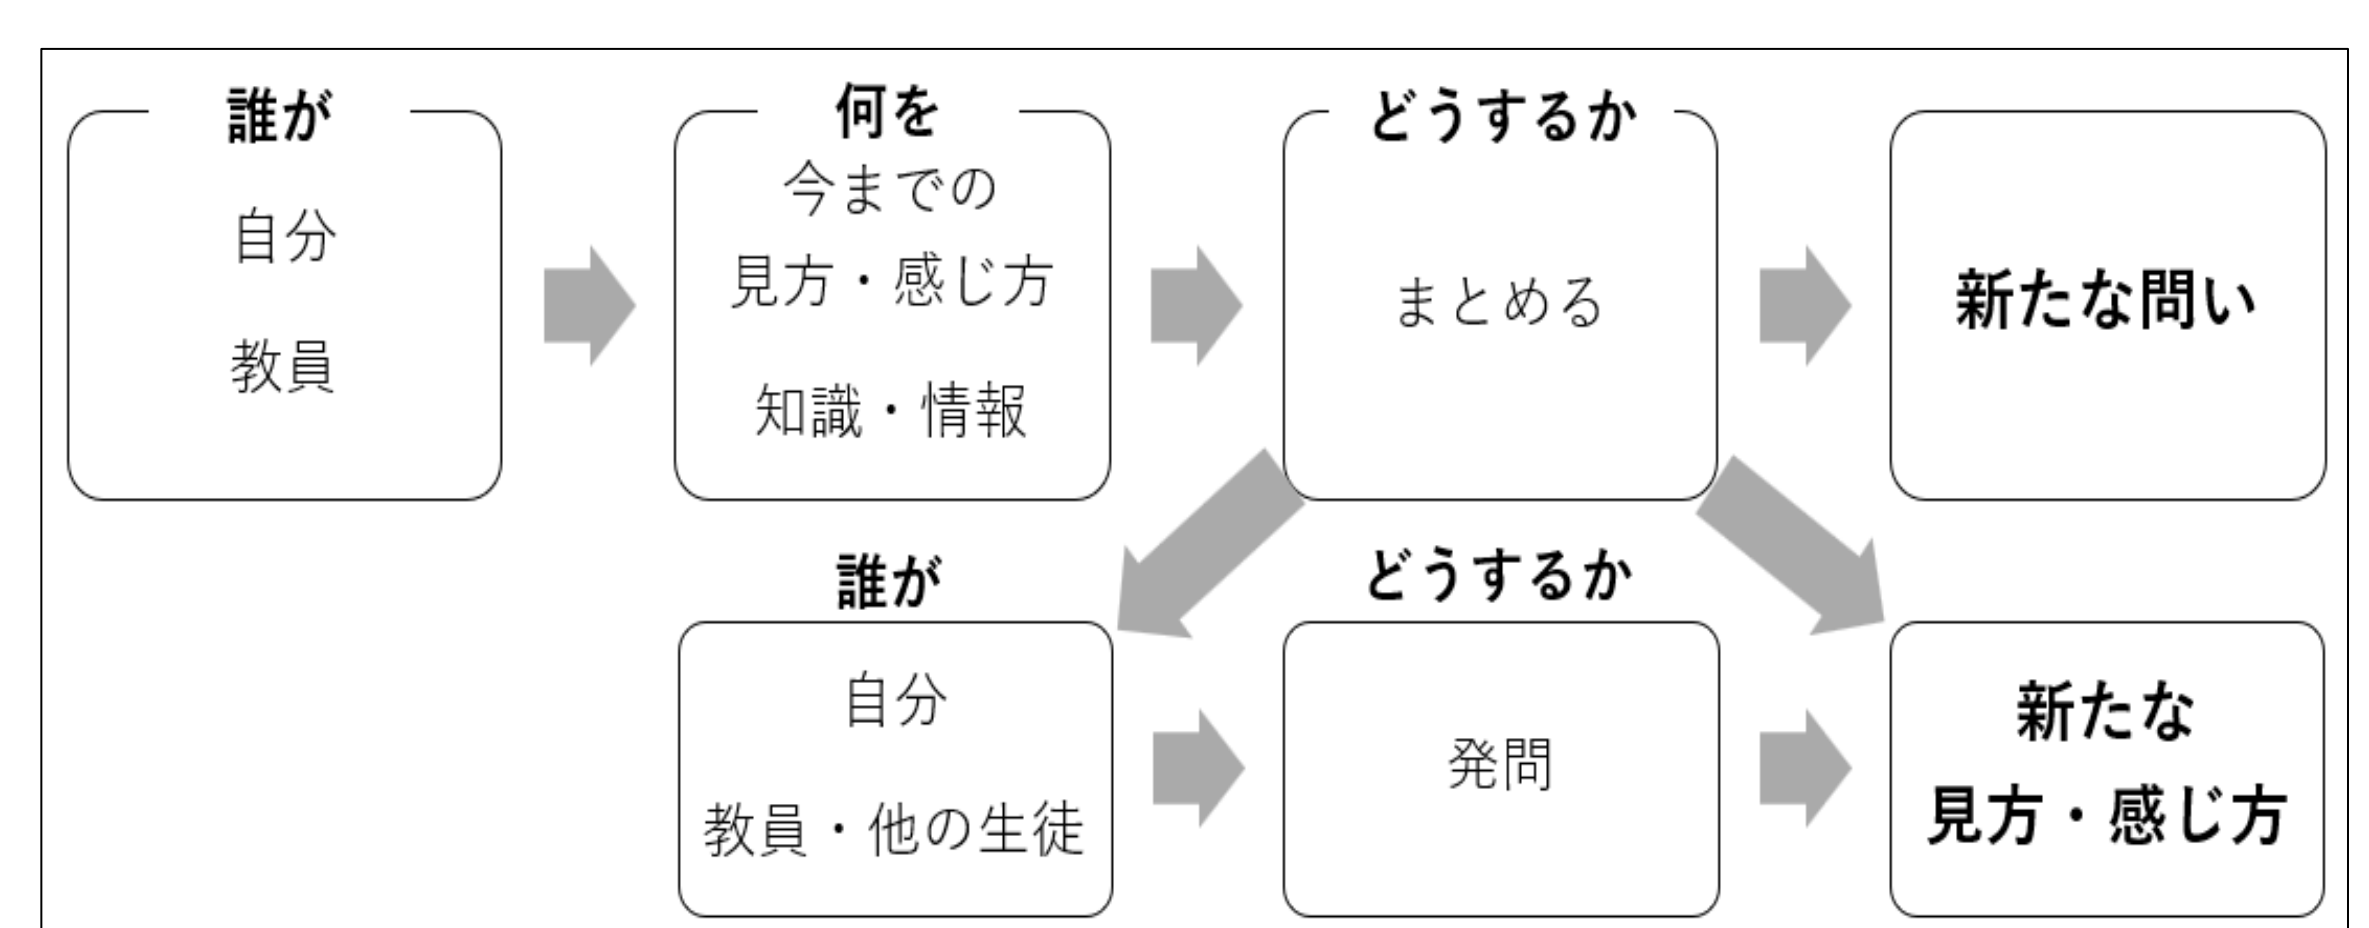 誰が
自分
教員
何を
今までの
見方・感じ方
知識・情報
どうするか
まとめる
新たな問い
誰が
自分
教員・他の生徒
どうするか
発問
新たな
見方・感じ方